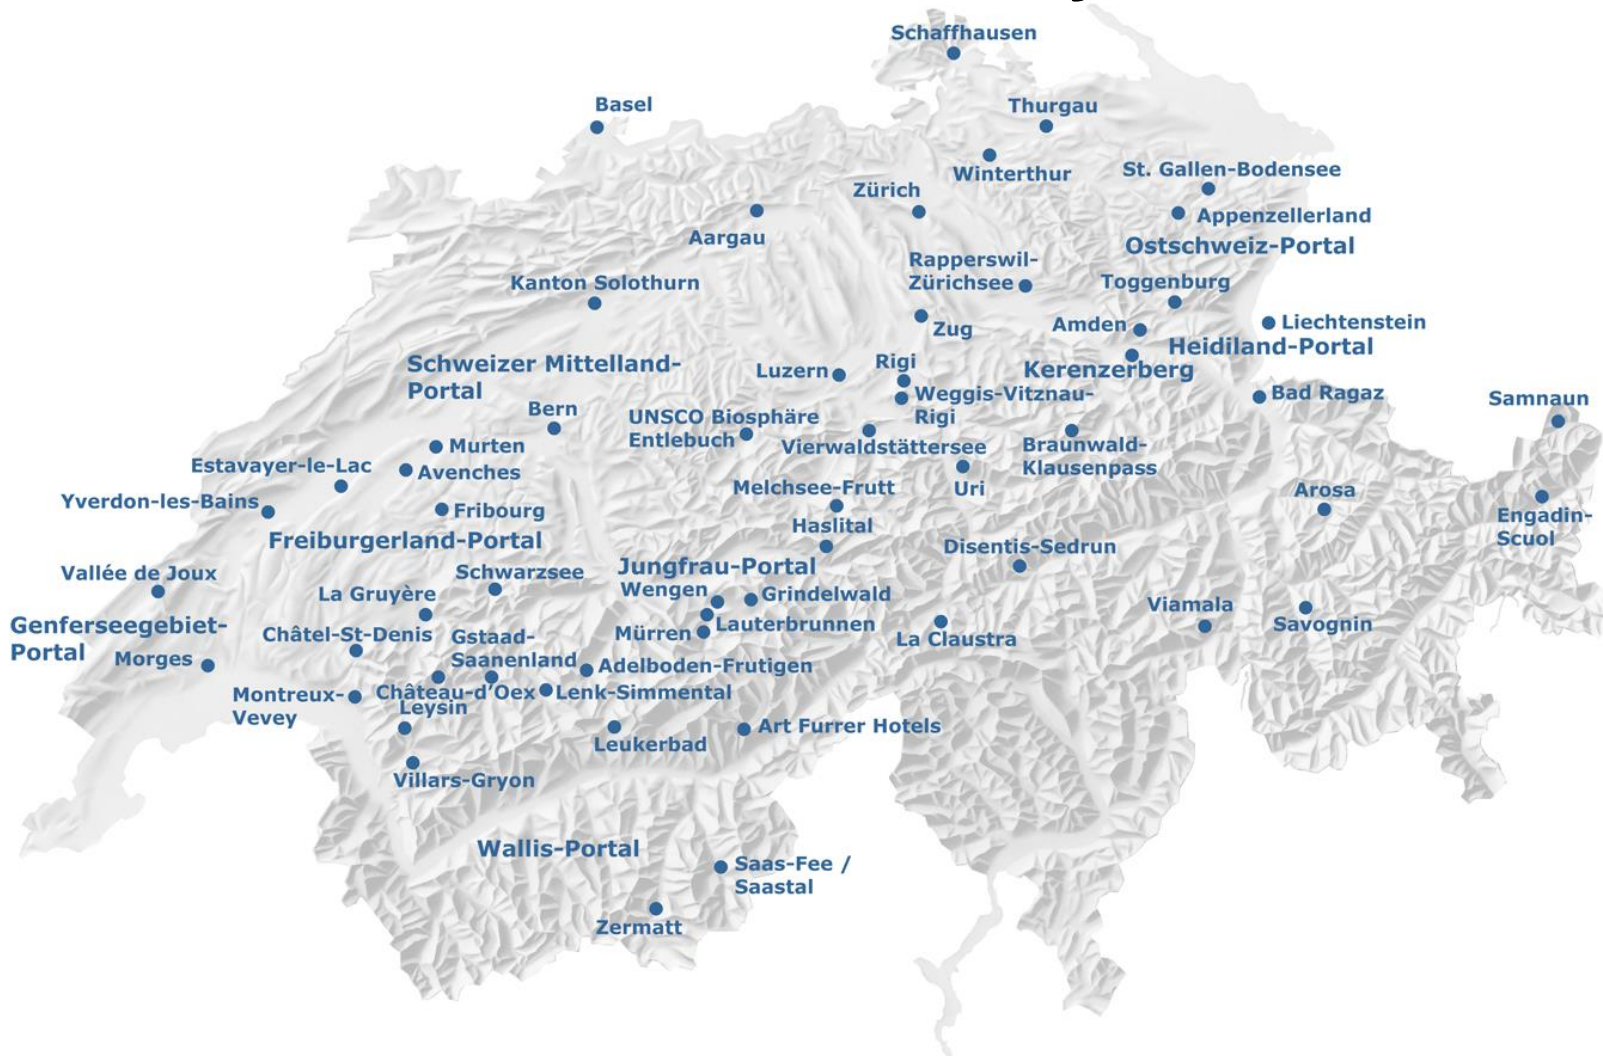 Schaffhausen
Basel
Thurgau
Winterthur
St. Gallen-Bodensee
Zürich
Appenzellerland
Aargau
Ostschweiz-Portal
Rapperswil-
Zürichsee
Kanton Solothurn
Toggenburg
Zug
Amden
Liechtenstein
Heidiland-Portal
Schweizer Mittelland-
Portal
Luzern
Rigi
Kerenzerberg
Weggis-Vitznau-
Rigi
Bad Ragaz
Samnaun
Bern
UNSCO Biosphäre
Entlebuch
Vierwaldstättersee
Braunwald-
Klausenpass
Murten
Estavayer-le-Lac
Avenches
Yverdon-les-Bains
Melchsee-Frutt
Uri
Arosa
Fribourg
Haslital
Engadin-
Scuol
Freiburgerland-Portal
Disentis-Sedrun
Jungfrau-Portal
Vallée de Joux
Schwarzsee
Wengen
Grindelwald
La Gruyère
Viamala
Genferseegebiet-
Portal
Châtel-St-Denis
Gstaad-
Saanenland
Mürren
Lauterbrunnen
La Claustra
Savognin
Morges
Adelboden-Frutigen
Montreux-
Vevey
Château-d’Oex
Lenk-Simmental
Leysin
Art Furrer Hotels
Leukerbad
Villars-Gryon
Wallis-Portal
Saas-Fee /
Saastal
Zermatt